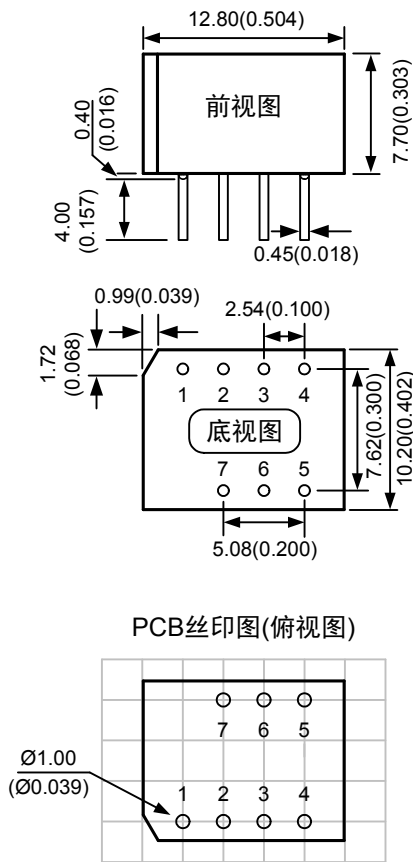 12.80(0.504)
前视图
7.70(0.303)
0.40
(0.016)
4.00
(0.157)
0.45(0.018)
0.99(0.039)
2.54(0.100)
1.72
(0.068)
1 2 3 4
底视图
7 6 5
7.62(0.300)
10.20(0.402)
5.08(0.200)
PCB丝印图(俯视图)
7 6 5
Ø1.00
(Ø0.039)
1 2 3 4